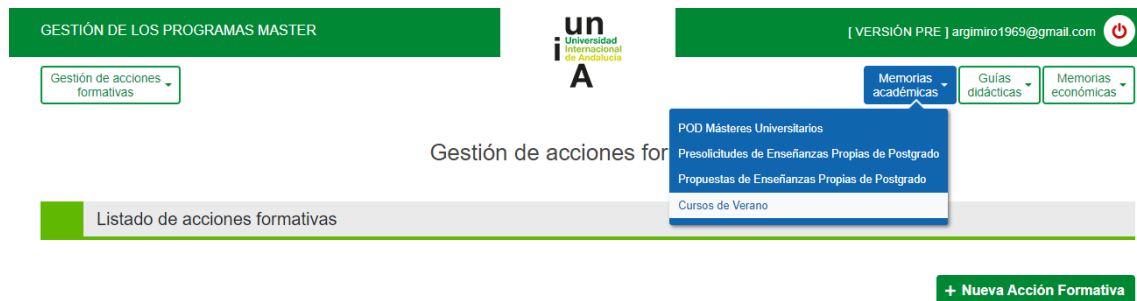 GESTIÓN DE LOS PROGRAMAS MASTER
un
i
Universidad
Internacional
de Andalucía
A
[ VERSIÓN PRE ] argimiro1969@gmail.com
Gestión de acciones
formativas
Memorias
académicas
Guías
didácticas
Memorias
económicas
POD Másteres Universitarios
Presolicitudes de Enseñanzas Propias de Postgrado
Propuestas de Enseñanzas Propias de Postgrado
Cursos de Verano
Gestión de acciones for
Listado de acciones formativas
+ Nueva Acción Formativa